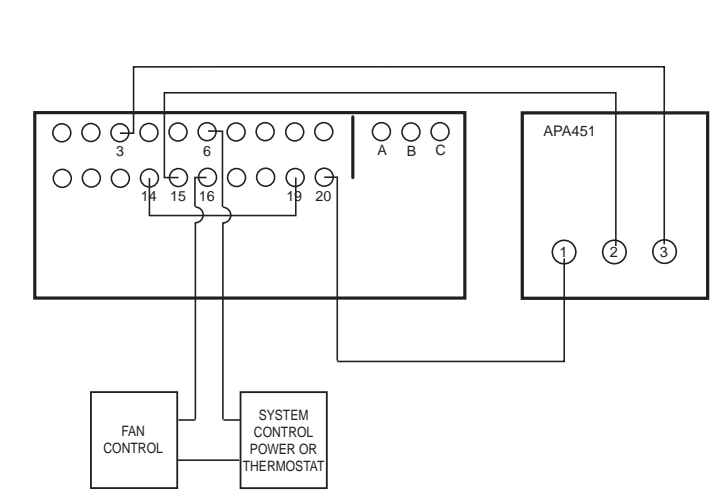 APA451
3
6
A
B
C
14
15
16
19
20
1
2
3
FAN
CONTROL
SYSTEM
CONTROL
POWER OR
THERMOSTAT